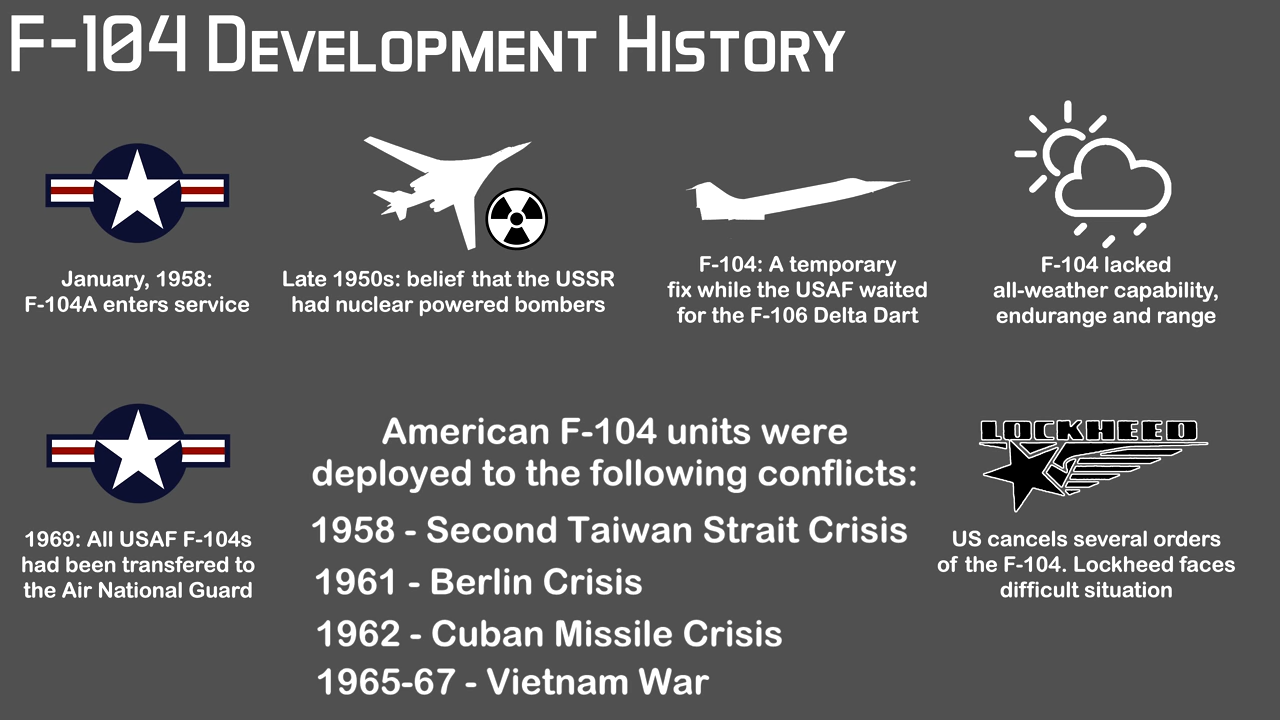 F-104 Development History
January, 1958:
F-104A enters service
Late 1950s: belief that the USSR
had nuclear powered bombers
F-104: A temporary
fix while the USAF waited
for the F-106 Delta Dart
F-104 lacked
all-weather capability,
endurange and range
1969: All USAF F-104s
had been transfered to
the Air National Guard
American F-104 units were
deployed to the following conflicts:
1958 - Second Taiwan Strait Crisis
1961 - Berlin Crisis
1962 - Cuban Missile Crisis
1965-67 - Vietnam War
LOCKHEED
US cancels several orders
of the F-104. Lockheed faces
difficult situation